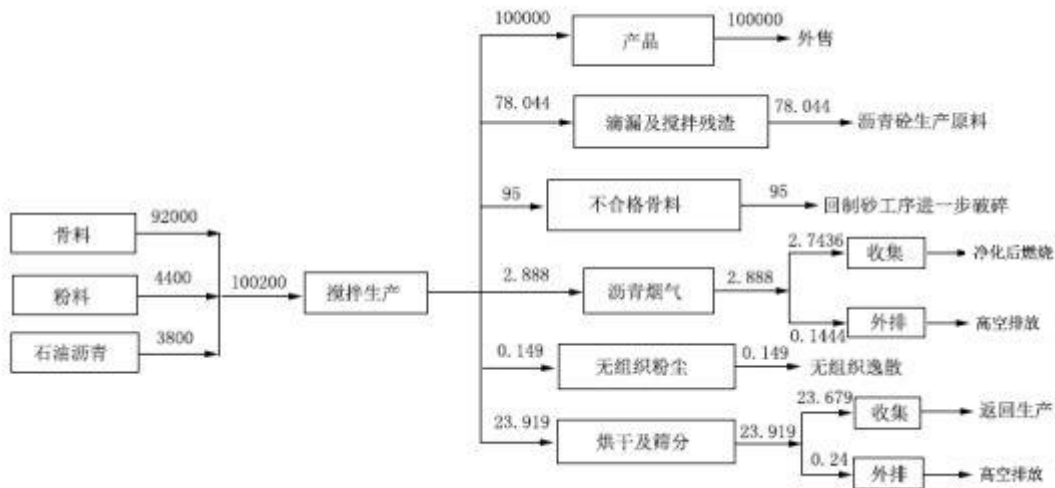 100000 产品 100000 外售
78.044 滴漏及搅拌残渣 78.044 沥青砼生产原料
95 不合格骨料 95 回制砂工序进一步破碎
骨料 92000
粉料 4400
石油沥青 3800
100200 搅拌生产
2.888 沥青烟气 2.888
2.7436 收集 净化后燃烧
0.1444 外排 高空排放
0.149 无组织粉尘 0.149 无组织逸散
23.919 烘干及筛分 23.919
23.679 收集 返回生产
0.24 外排 高空排放